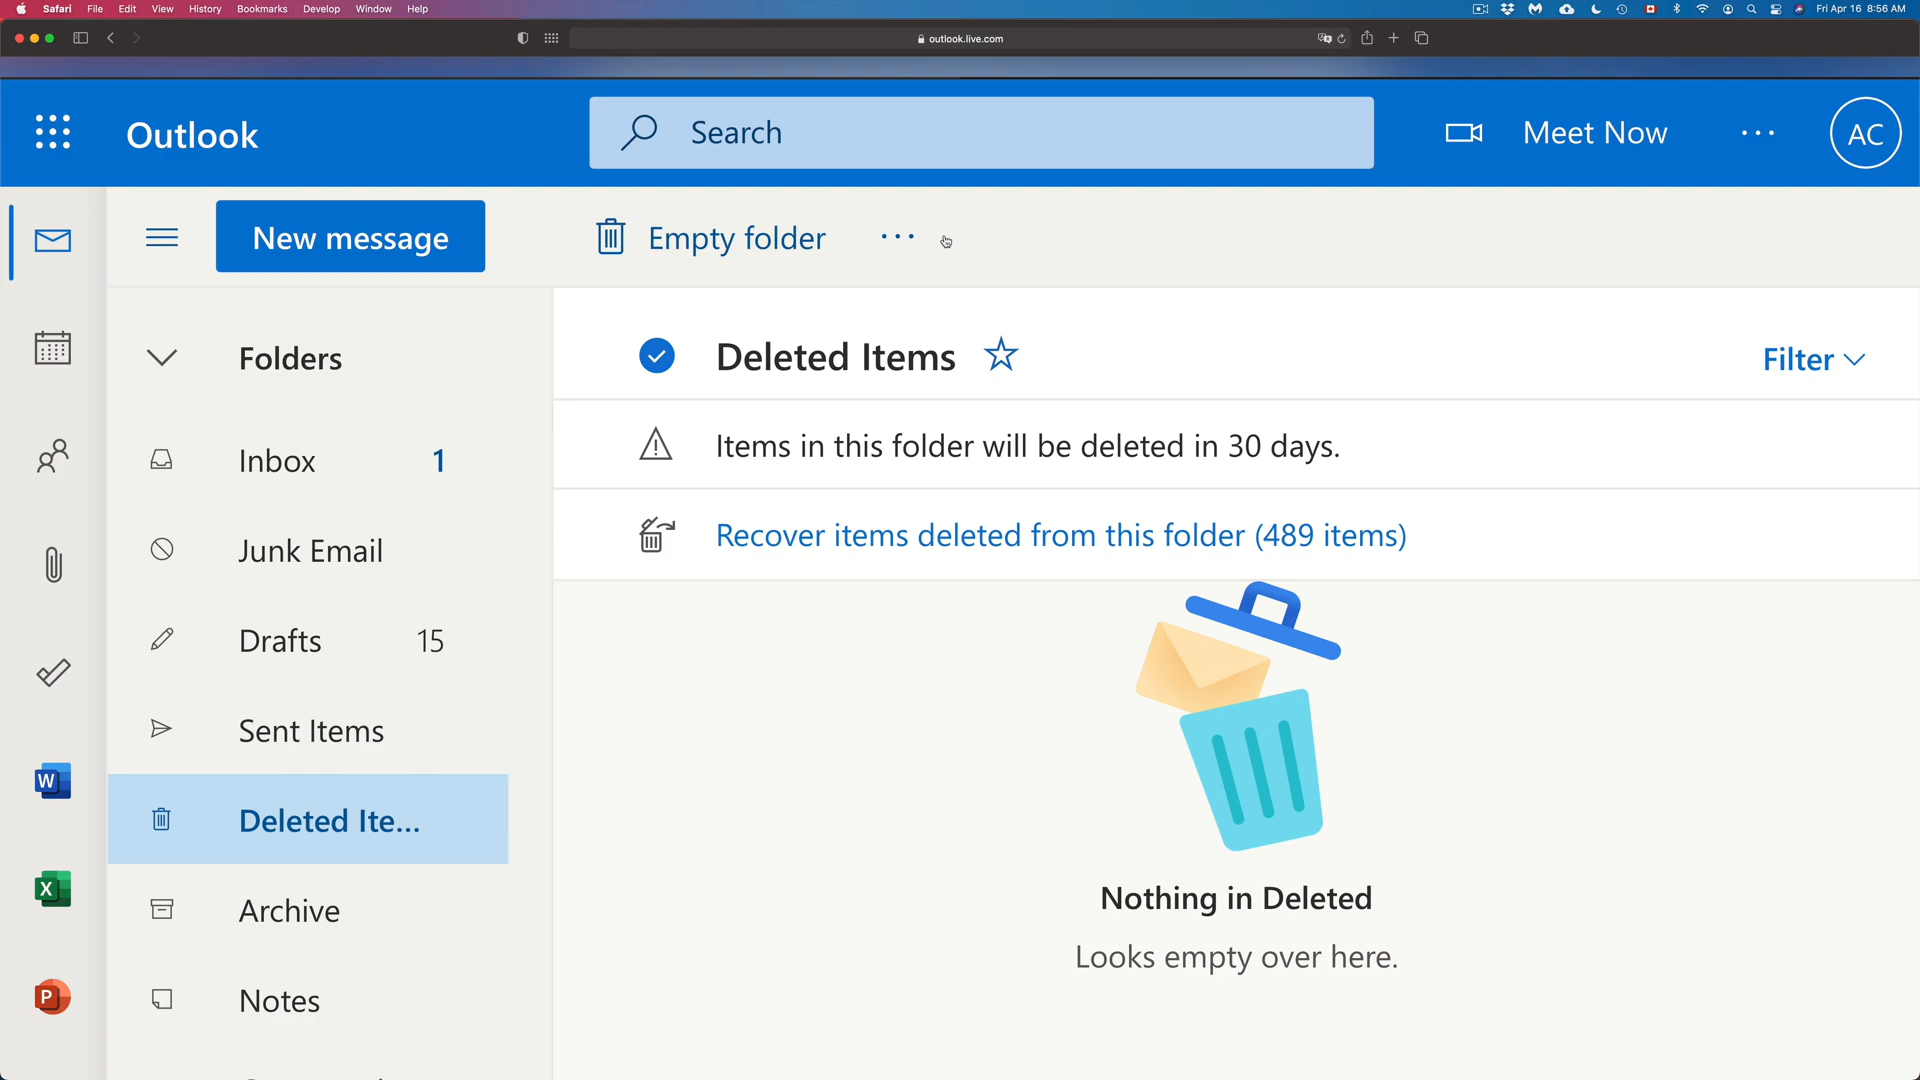 Safari File Edit View History Bookmarks Develop Window Help Fri Apr 16 8:56 AM
outlook.live.com
Outlook Search Meet Now ... AC
New message Empty folder ...
Folders Deleted Items Filter
Items in this folder will be deleted in 30 days.
Inbox 1
Recover items deleted from this folder (489 items)
Junk Email
Drafts 15
Sent Items
W
Deleted Ite...
X
Nothing in Deleted
Archive
Looks empty over here.
P
Notes